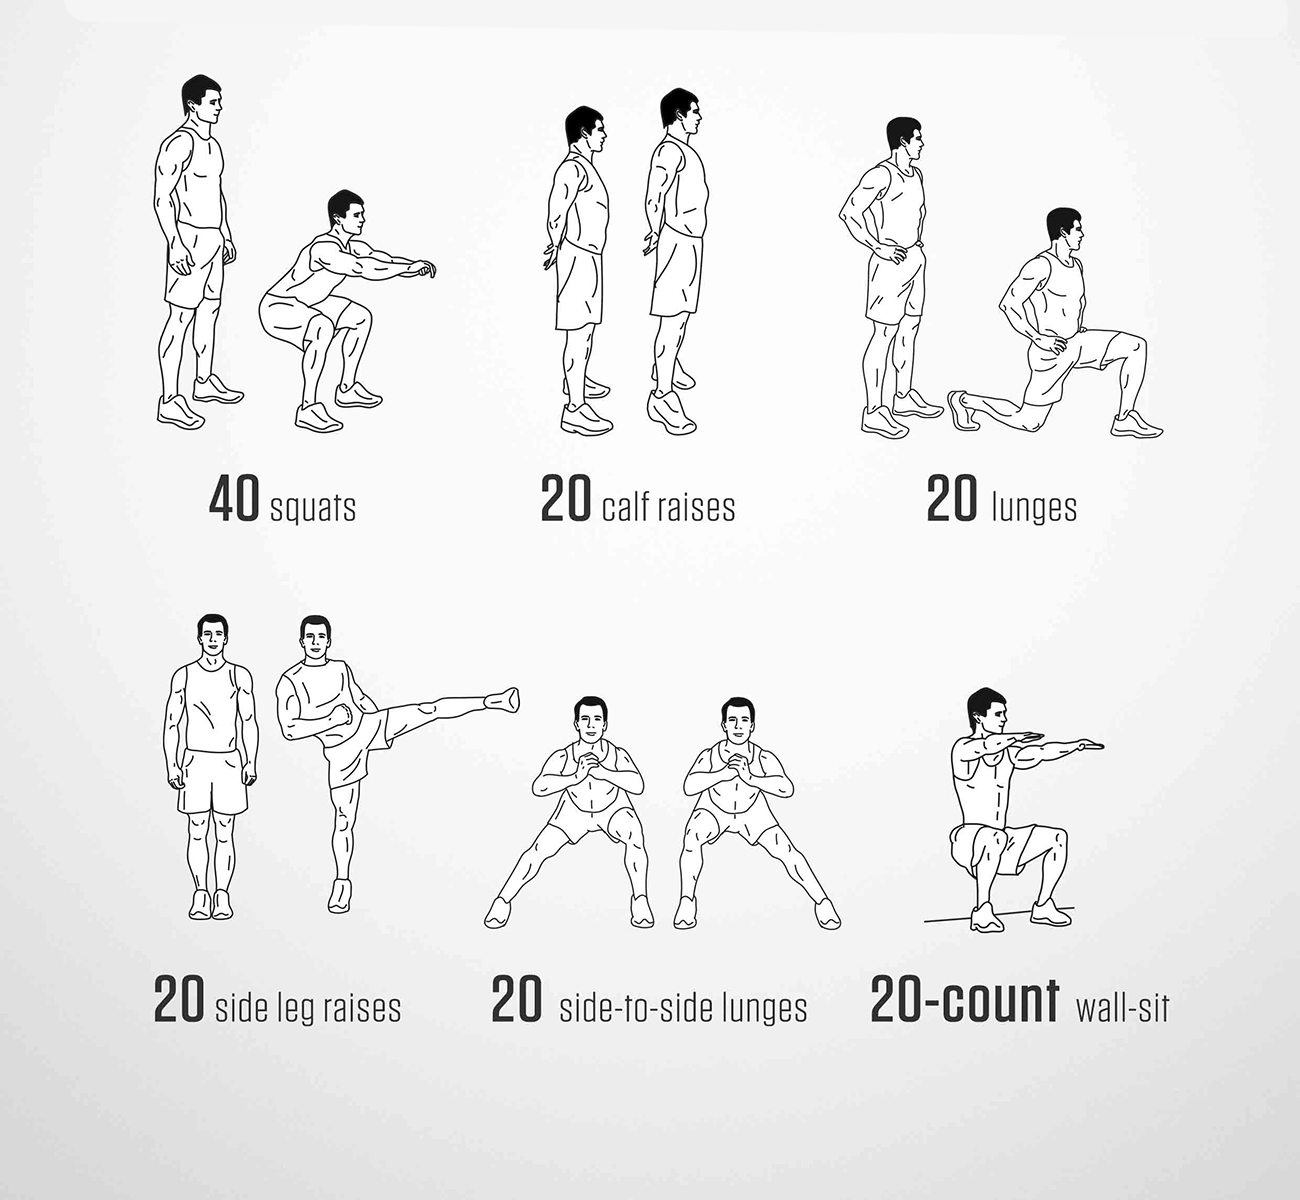 40 squats
20 calf raises
20 lunges
20 side leg raises
20 side-to-side lunges
20-count wall-sit